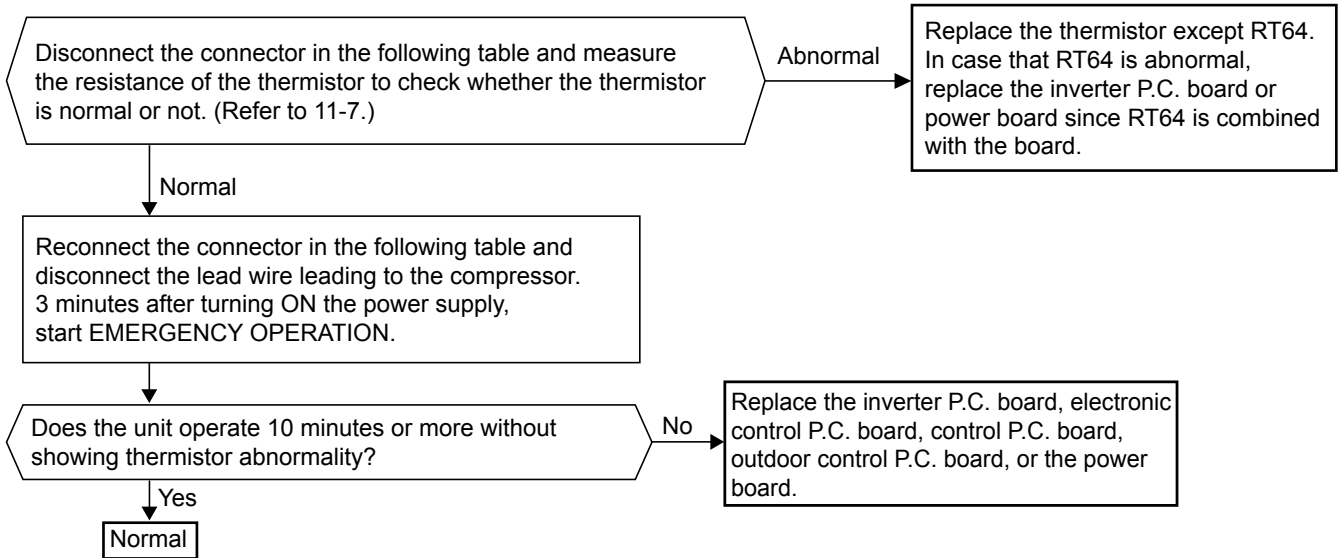 Disconnect the connector in the following table and measure
the resistance of the thermistor to check whether the thermistor
is normal or not. (Refer to 11-7.)
Abnormal
Replace the thermistor except RT64.
In case that RT64 is abnormal,
replace the inverter P.C. board or
power board since RT64 is combined
with the board.
Normal
Reconnect the connector in the following table and
disconnect the lead wire leading to the compressor.
3 minutes after turning ON the power supply,
start EMERGENCY OPERATION.
Does the unit operate 10 minutes or more without
showing thermistor abnormality?
No
Replace the inverter P.C. board, electronic
control P.C. board, control P.C. board,
outdoor control P.C. board, or the power
board.
Yes
Normal